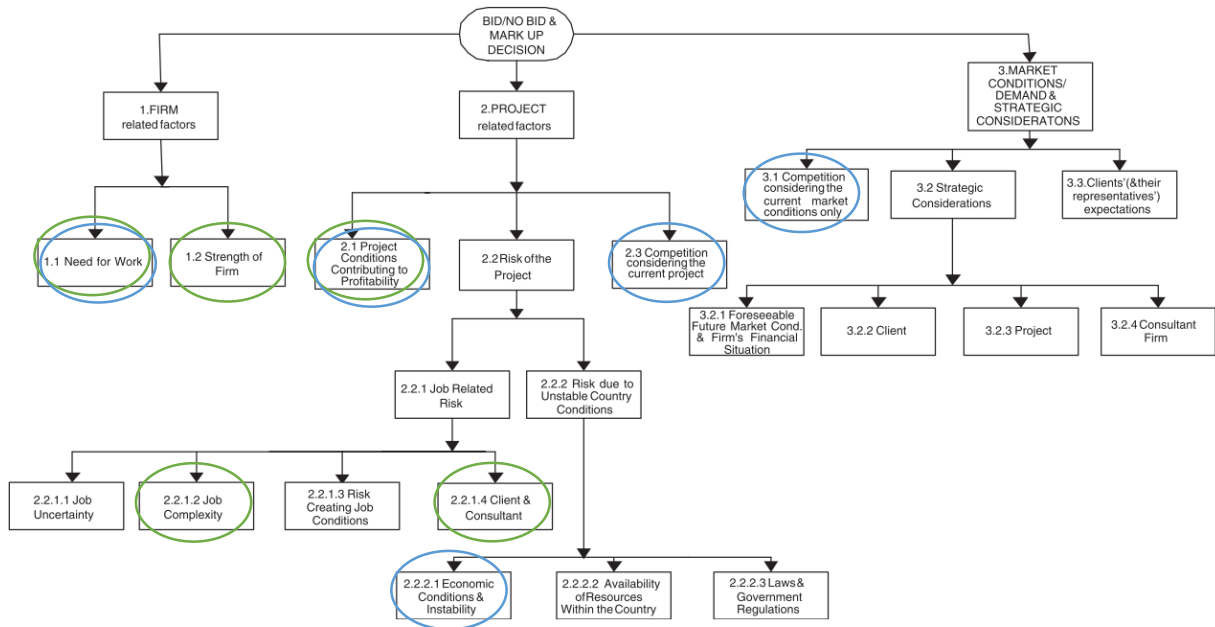 BID/NO BID &
MARK UP
DECISION
1.FIRM
related factors
2.PROJECT
related factors
3.MARKET
CONDITIONS/
DEMAND &
STRATEGIC
CONSIDERATONS
1.1 Need for Work
1.2 Strength of
Firm
2.1 Project
Conditions
Contributing to
Profitability
2.2Risk of the
Project
2.3 Competition
considering the
current project
3.1 Competition
considering the
current market
conditions only
3.2 Strategic
Considerations
3.3.Clients'(&their
representatives')
expectations
3.2.1 Foreseeable
Future Market Cond.
& Firm's Financial
Situation
3.2.2 Client
3.2.3 Project
3.2.4 Consultant
Firm
2.2.1 Job Related
Risk
2.2.2 Risk due to
Unstable Country
Conditions
2.2.1.1 Job
Uncertainty
2.2.1.2 Job
Complexity
2.2.1.3 Risk
Creating Job
Conditions
2.2.1.4 Client &
Consultant
2.2.2.1 Economic
Conditions &
Instability
2.2.2.2 Availability
of Resources
Within the Country
2.2.2.3 Laws &
Government
Regulations